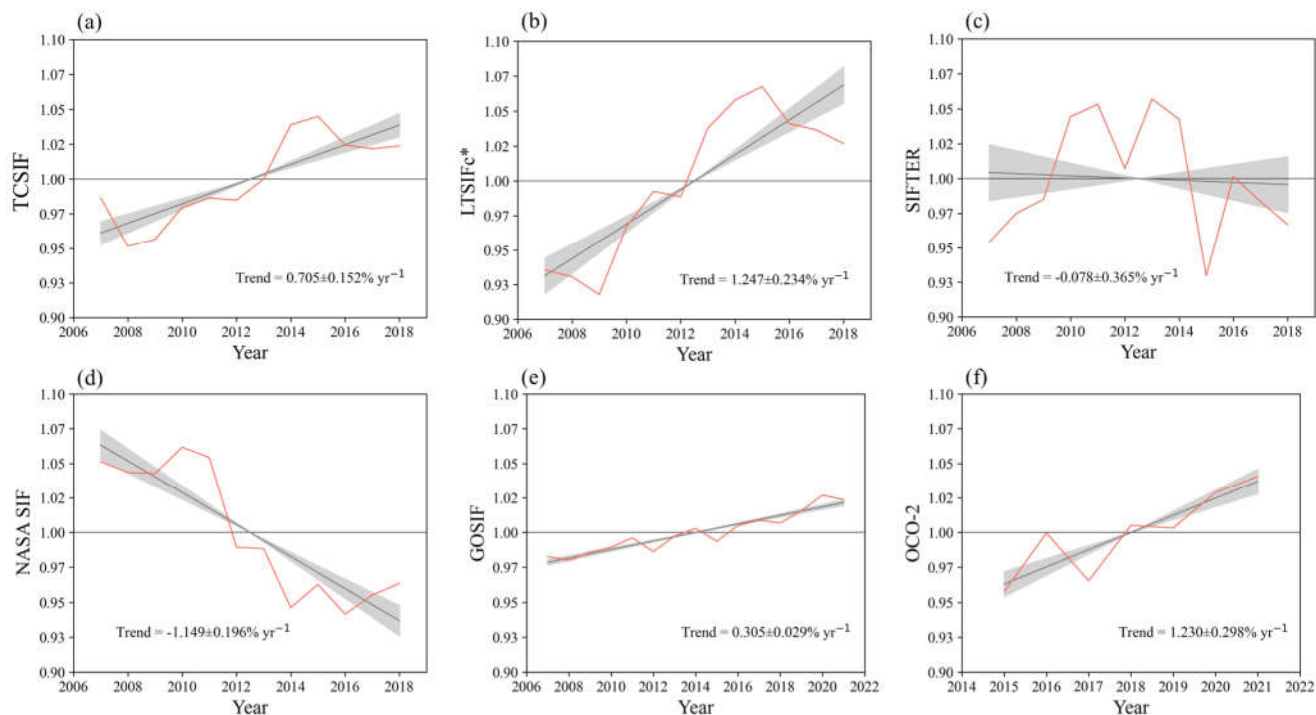 (a)
1.10
1.07
1.05
1.02
1.00
0.97
0.95
0.93
0.90
TCSIF
Trend = 0.705±0.152% yr⁻¹
2006 2008 2010 2012 2014 2016 2018
Year
(b)
1.10
1.07
1.05
1.02
1.00
0.97
0.95
0.93
0.90
LTSIFc*
Trend = 1.247±0.234% yr⁻¹
2006 2008 2010 2012 2014 2016 2018
Year
(c)
1.10
1.07
1.05
1.02
1.00
0.97
0.95
0.93
0.90
SIFTER
Trend = -0.078±0.365% yr⁻¹
2006 2008 2010 2012 2014 2016 2018
Year
(d)
1.10
1.07
1.05
1.02
1.00
0.97
0.95
0.93
0.90
NASA SIF
Trend = -1.149±0.196% yr⁻¹
2006 2008 2010 2012 2014 2016 2018
Year
(e)
1.10
1.07
1.05
1.02
1.00
0.97
0.95
0.93
0.90
GOSIF
Trend = 0.305±0.029% yr⁻¹
2006 2008 2010 2012 2014 2016 2018 2020 2022
Year
(f)
1.10
1.07
1.05
1.02
1.00
0.97
0.95
0.93
0.90
OCO-2
Trend = 1.230±0.298% yr⁻¹
2014 2015 2016 2017 2018 2019 2020 2021 2022
Year